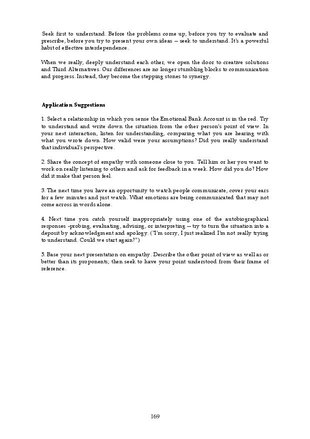 Seek first to understand. Before the problems come up, before you try to evaluate and
prescribe, before you try to present your own ideas -- seek to understand. It's a powerful
habit of effective interdependence.
When we really, deeply understand each other, we open the door to creative solutions
and Third Alternatives. Our differences are no longer stumbling blocks to communication
and progress. Instead, they become the stepping stones to synergy.
Application Suggestions
1. Select a relationship in which you sense the Emotional Bank Account is in the red. Try
to understand and write down the situation from the other person's point of view. In
your next interaction, listen for understanding, comparing what you are hearing with
what you wrote down. How valid were your assumptions? Did you really understand
that individual's perspective.
2. Share the concept of empathy with someone close to you. Tell him or her you want to
work on really listening to others and ask for feedback in a week. How did you do? How
did it make that person feel.
3. The next time you have an opportunity to watch people communicate, cover your ears
for a few minutes and just watch. What emotions are being communicated that may not
come across in words alone.
4. Next time you catch yourself inappropriately using one of the autobiographical
responses -probing, evaluating, advising, or interpreting -- try to turn the situation into a
deposit by acknowledgment and apology. ("I'm sorry, I just realized I'm not really trying
to understand. Could we start again?")
5. Base your next presentation on empathy. Describe the other point of view as well as or
better than its proponents; then seek to have your point understood from their frame of
reference.
169